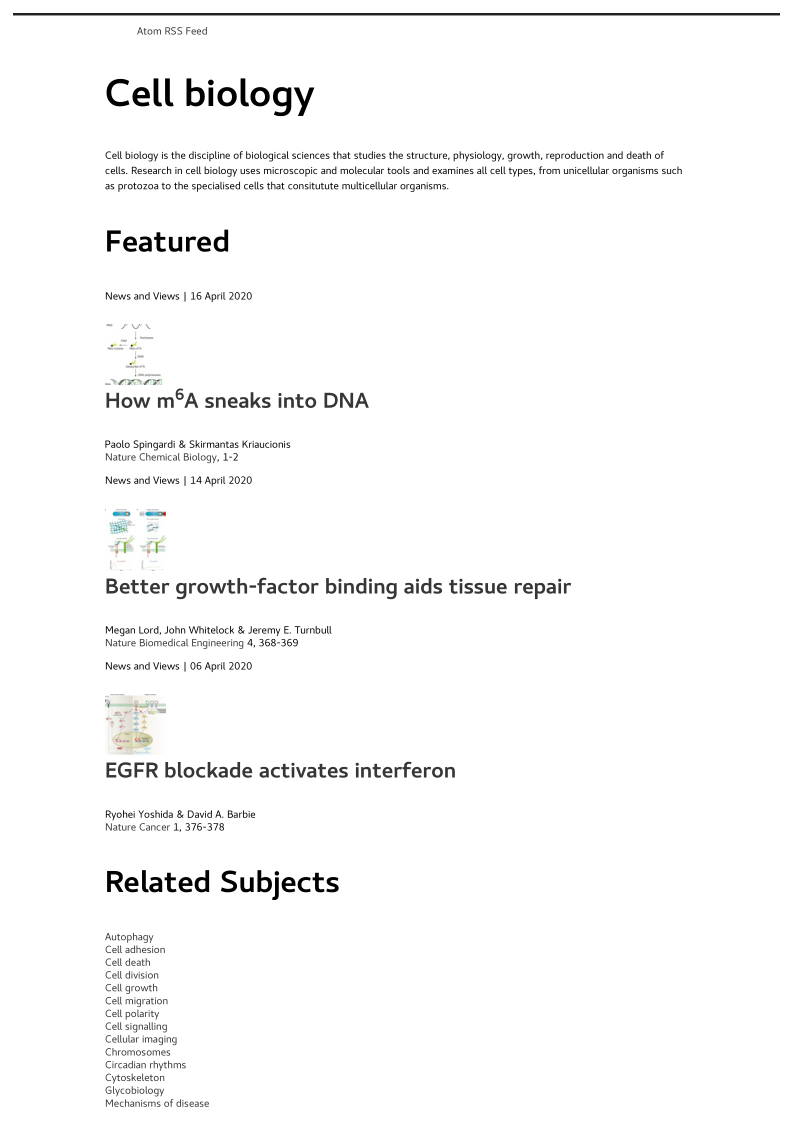 Atom RSS Feed
Cell biology
Cell biology is the discipline of biological sciences that studies the structure, physiology, growth, reproduction and death of
cells. Research in cell biology uses microscopic and molecular tools and examines all cell types, from unicellular organisms such
as protozoa to the specialised cells that consitutute multicellular organisms.
Featured
News and Views | 16 April 2020
How m⁶A sneaks into DNA
Paolo Spingardi & Skirmantas Kriaucionis
Nature Chemical Biology, 1-2
News and Views | 14 April 2020
Better growth-factor binding aids tissue repair
Megan Lord, John Whitelock & Jeremy E. Turnbull
Nature Biomedical Engineering 4, 368-369
News and Views | 06 April 2020
EGFR blockade activates interferon
Ryohei Yoshida & David A. Barbie
Nature Cancer 1, 376-378
Related Subjects
Autophagy
Cell adhesion
Cell death
Cell division
Cell growth
Cell migration
Cell polarity
Cell signalling
Cellular imaging
Chromosomes
Circadian rhythms
Cytoskeleton
Glycobiology
Mechanisms of disease